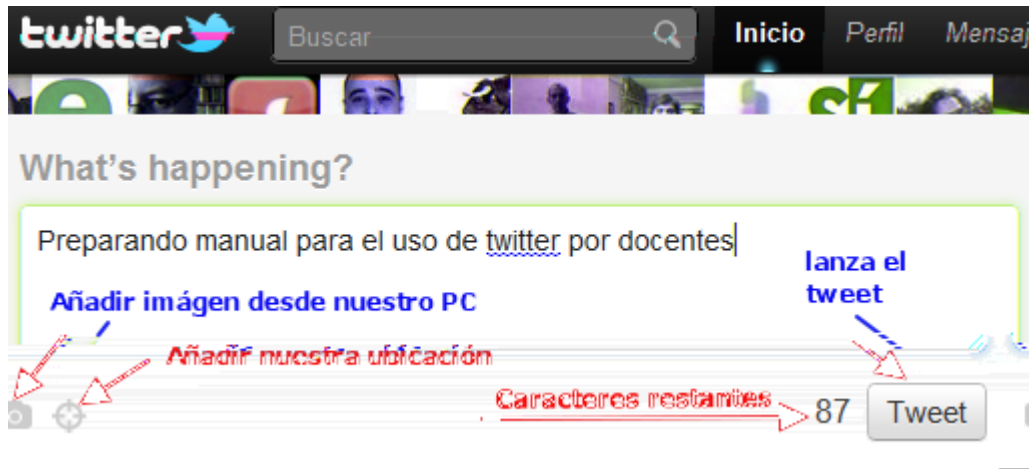 twitter Buscar Inicio Perfil Mensaj
e sí
What's happening?
Preparando manual para el uso de twitter por docentes
lanza el
tweet
Añadir imágen desde nuestro PC
Añadir nuestra ubicación
Caracteres restantes 87 Tweet